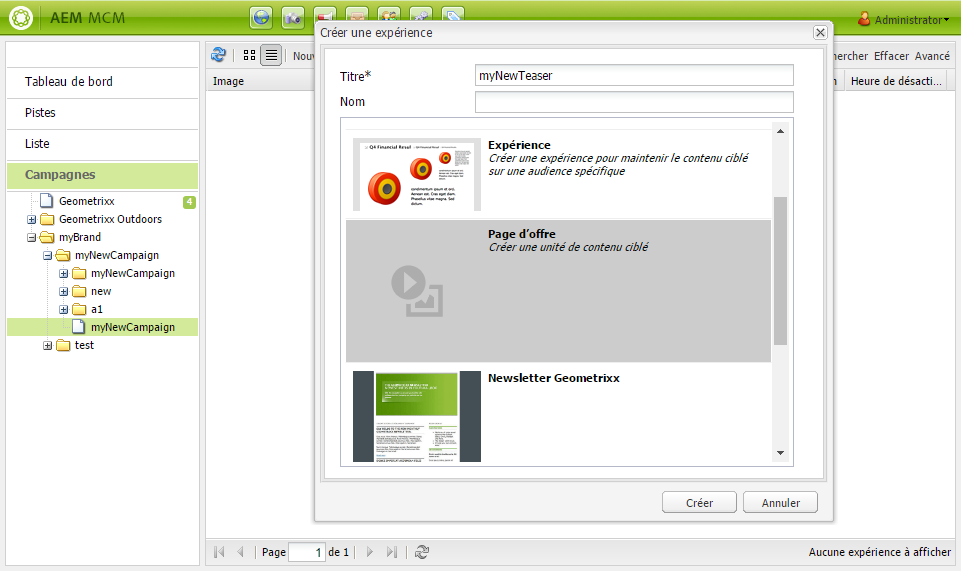 AEM MCM
Administrator
Créer une expérience
Tableau de bord
Pistes
Liste
Campagnes
Geometrixx
4
Geometrixx Outdoors
myBrand
myNewCampaign
myNewCampaign
new
a1
myNewCampaign
test
Effacer Avancé
Image
Heure de désacti...
Titre*
myNewTeaser
Nom
Q4 Financial Resul
Expérience
Créer une expérience pour maintenir le contenu ciblé
sur une audience spécifique
Page d'offre
Créer une unité de contenu ciblé
Newsletter Geometrixx
Créer Annuler
Page 1 de 1
Aucune expérience à afficher